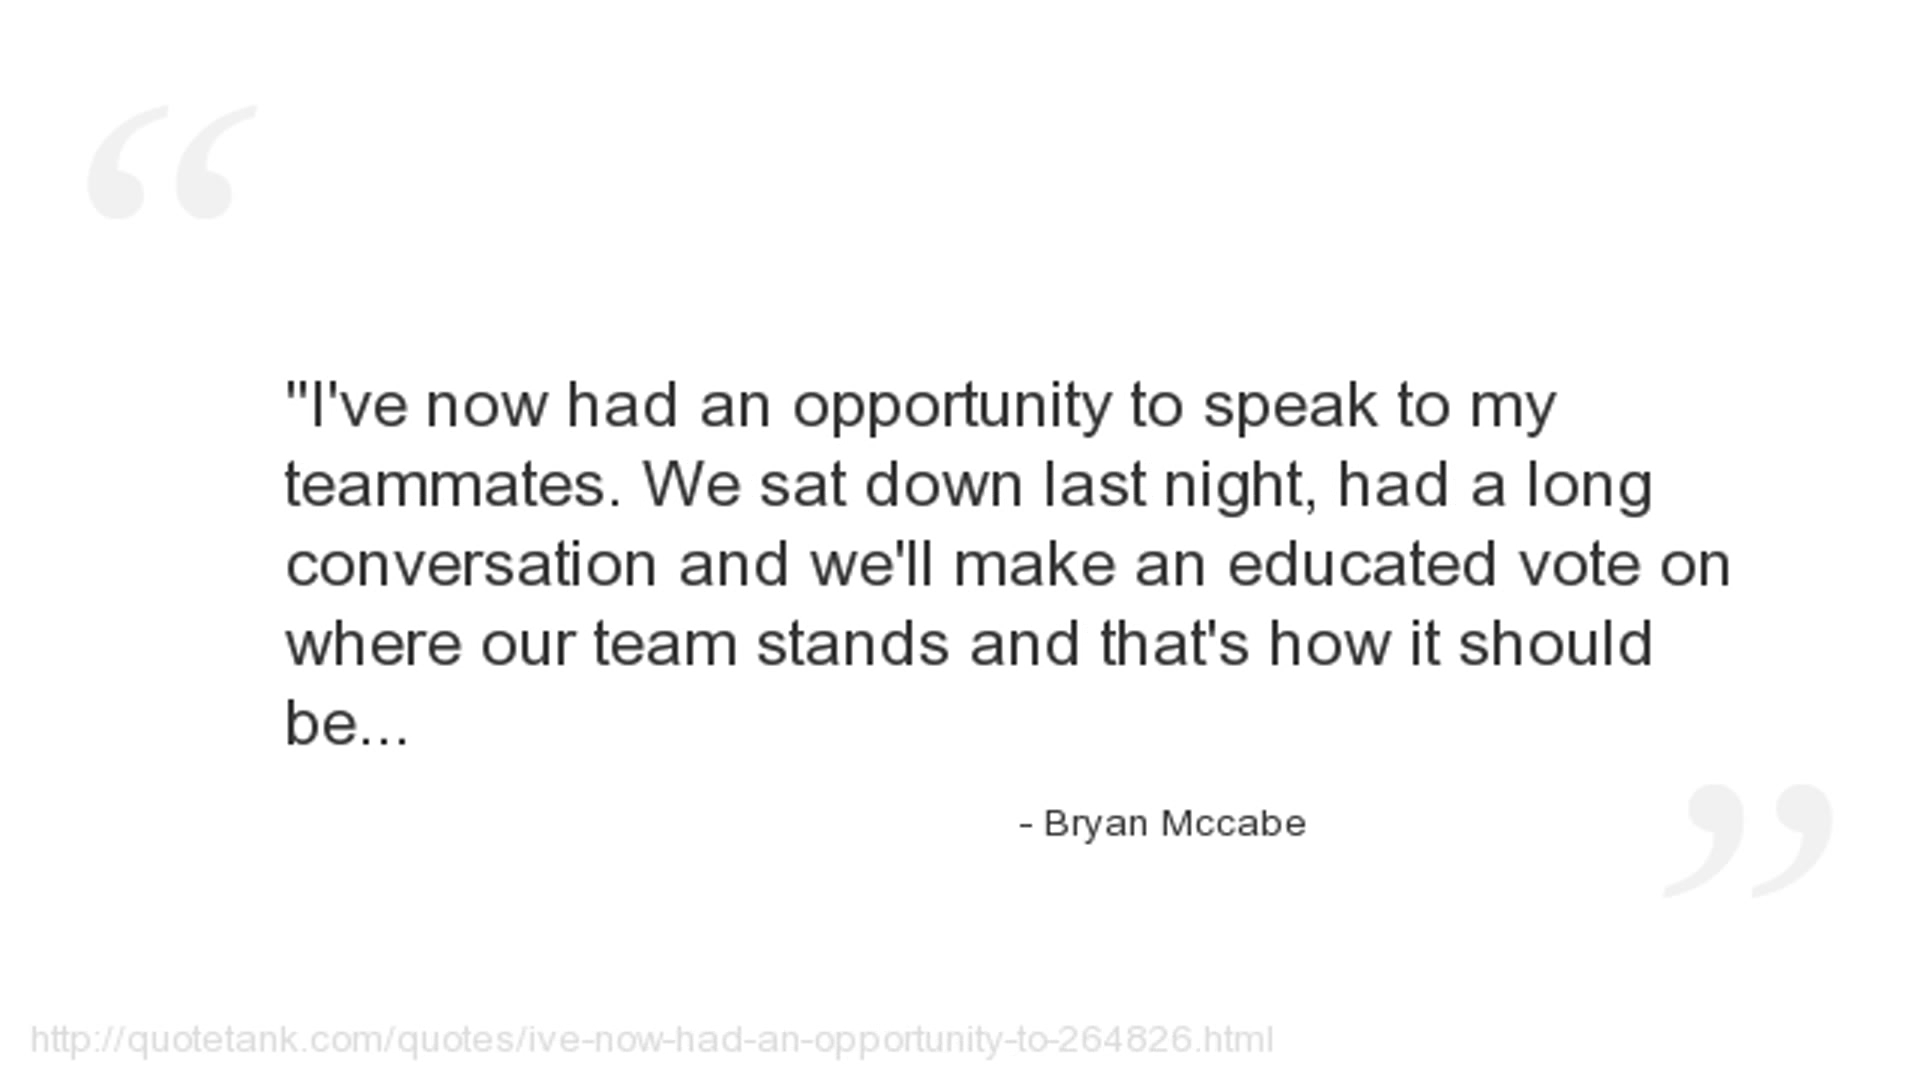 "I've now had an opportunity to speak to my
teammates. We sat down last night, had a long
conversation and we'll make an educated vote on
where our team stands and that's how it should
be...
- Bryan Mccabe
http://quotetank.com/quotes/ive-now-had-an-opportunity-to-264826.html